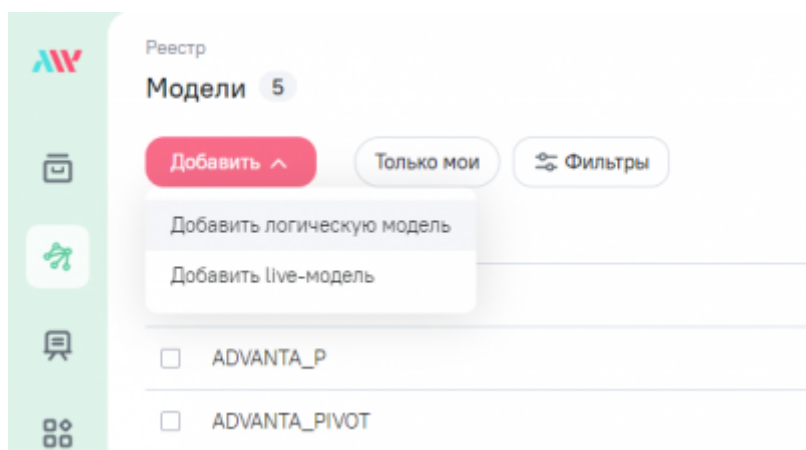 AW
Реестр
Модели 5
Добавить Только мои Фильтры
Добавить логическую модель
Добавить live-модель
ADVANTA_P
ADVANTA_PIVOT